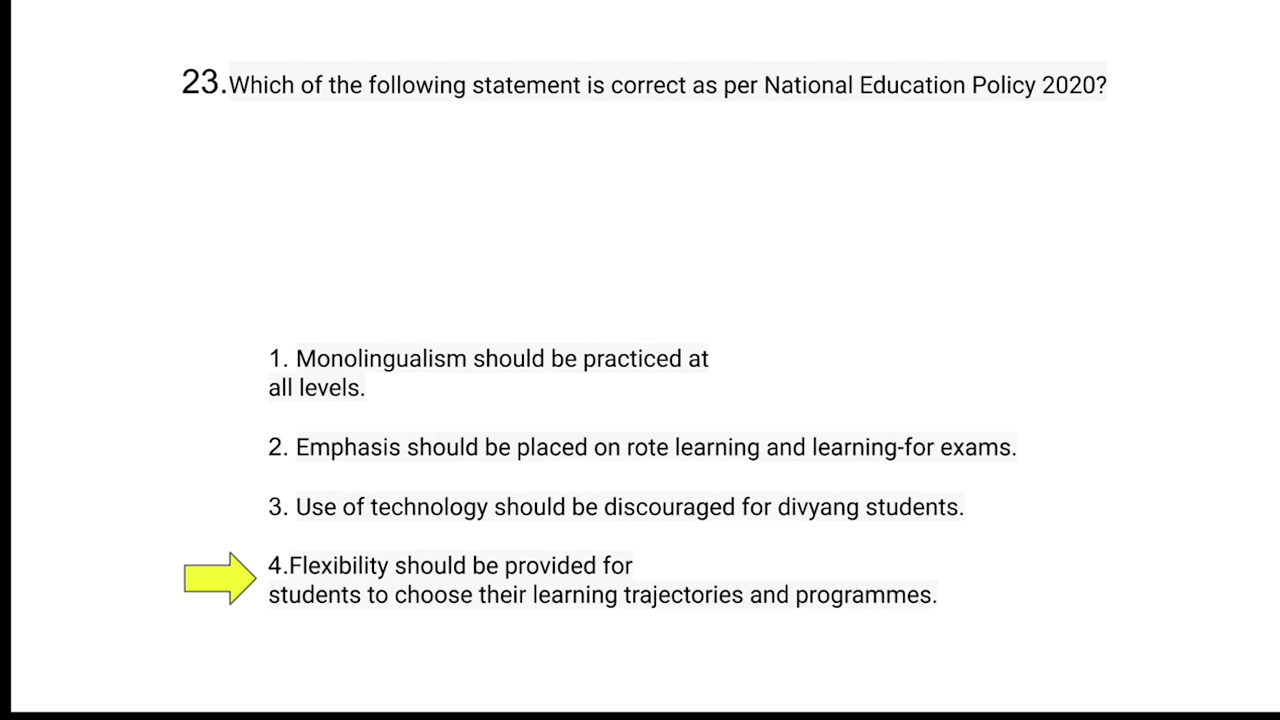 23.Which of the following statement is correct as per National Education Policy 2020?
1. Monolingualism should be practiced at
all levels.
2. Emphasis should be placed on rote learning and learning-for exams.
3. Use of technology should be discouraged for divyang students.
4.Flexibility should be provided for
students to choose their learning trajectories and programmes.